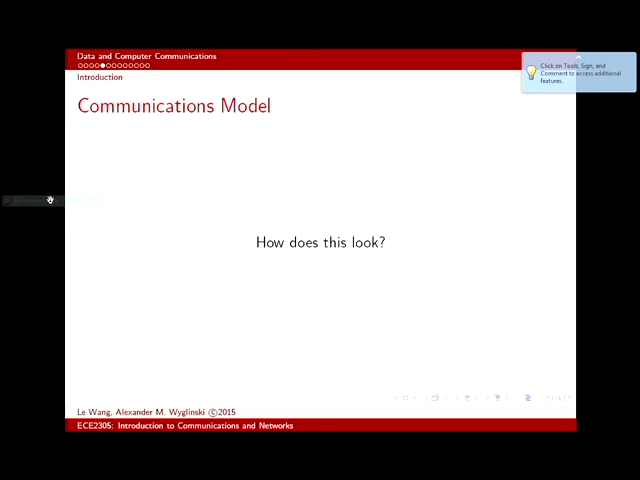 Data and Computer Communications
Introduction
Communications Model
Click on Tools, Sign, and
Comment to access additional
features.
How does this look?
Le Wang, Alexander M. Wyglinski ©2015
ECE2305: Introduction to Communications and Networks